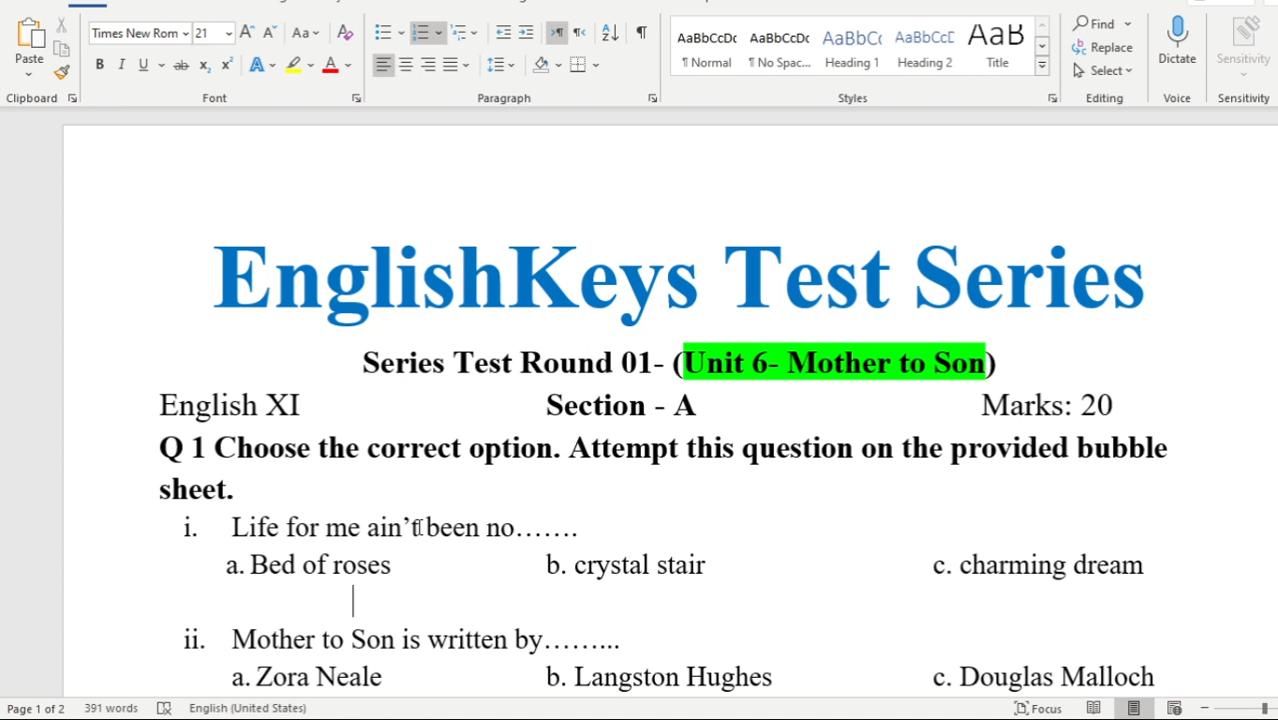 Times New Rom 21 Aa
Find
Paste
B I U ab x₂ x² A A
Replace
Select
AaBbCcDc AaBbCcDc AaBbCc AaBbCcD AaB
¶ Normal ¶ No Spac... Heading 1 Heading 2 Title
Dictate Sensitivity
Clipboard Font Paragraph Styles Editing Voice Sensitivity
EnglishKeys Test Series
Series Test Round 01- (Unit 6- Mother to Son)
English XI Section - A Marks: 20
Q 1 Choose the correct option. Attempt this question on the provided bubble
sheet.
i. Life for me ain’t been no…….
a. Bed of roses b. crystal stair c. charming dream
ii. Mother to Son is written by……...
a. Zora Neale b. Langston Hughes c. Douglas Malloch
Page 1 of 2 391 words English (United States) Focus